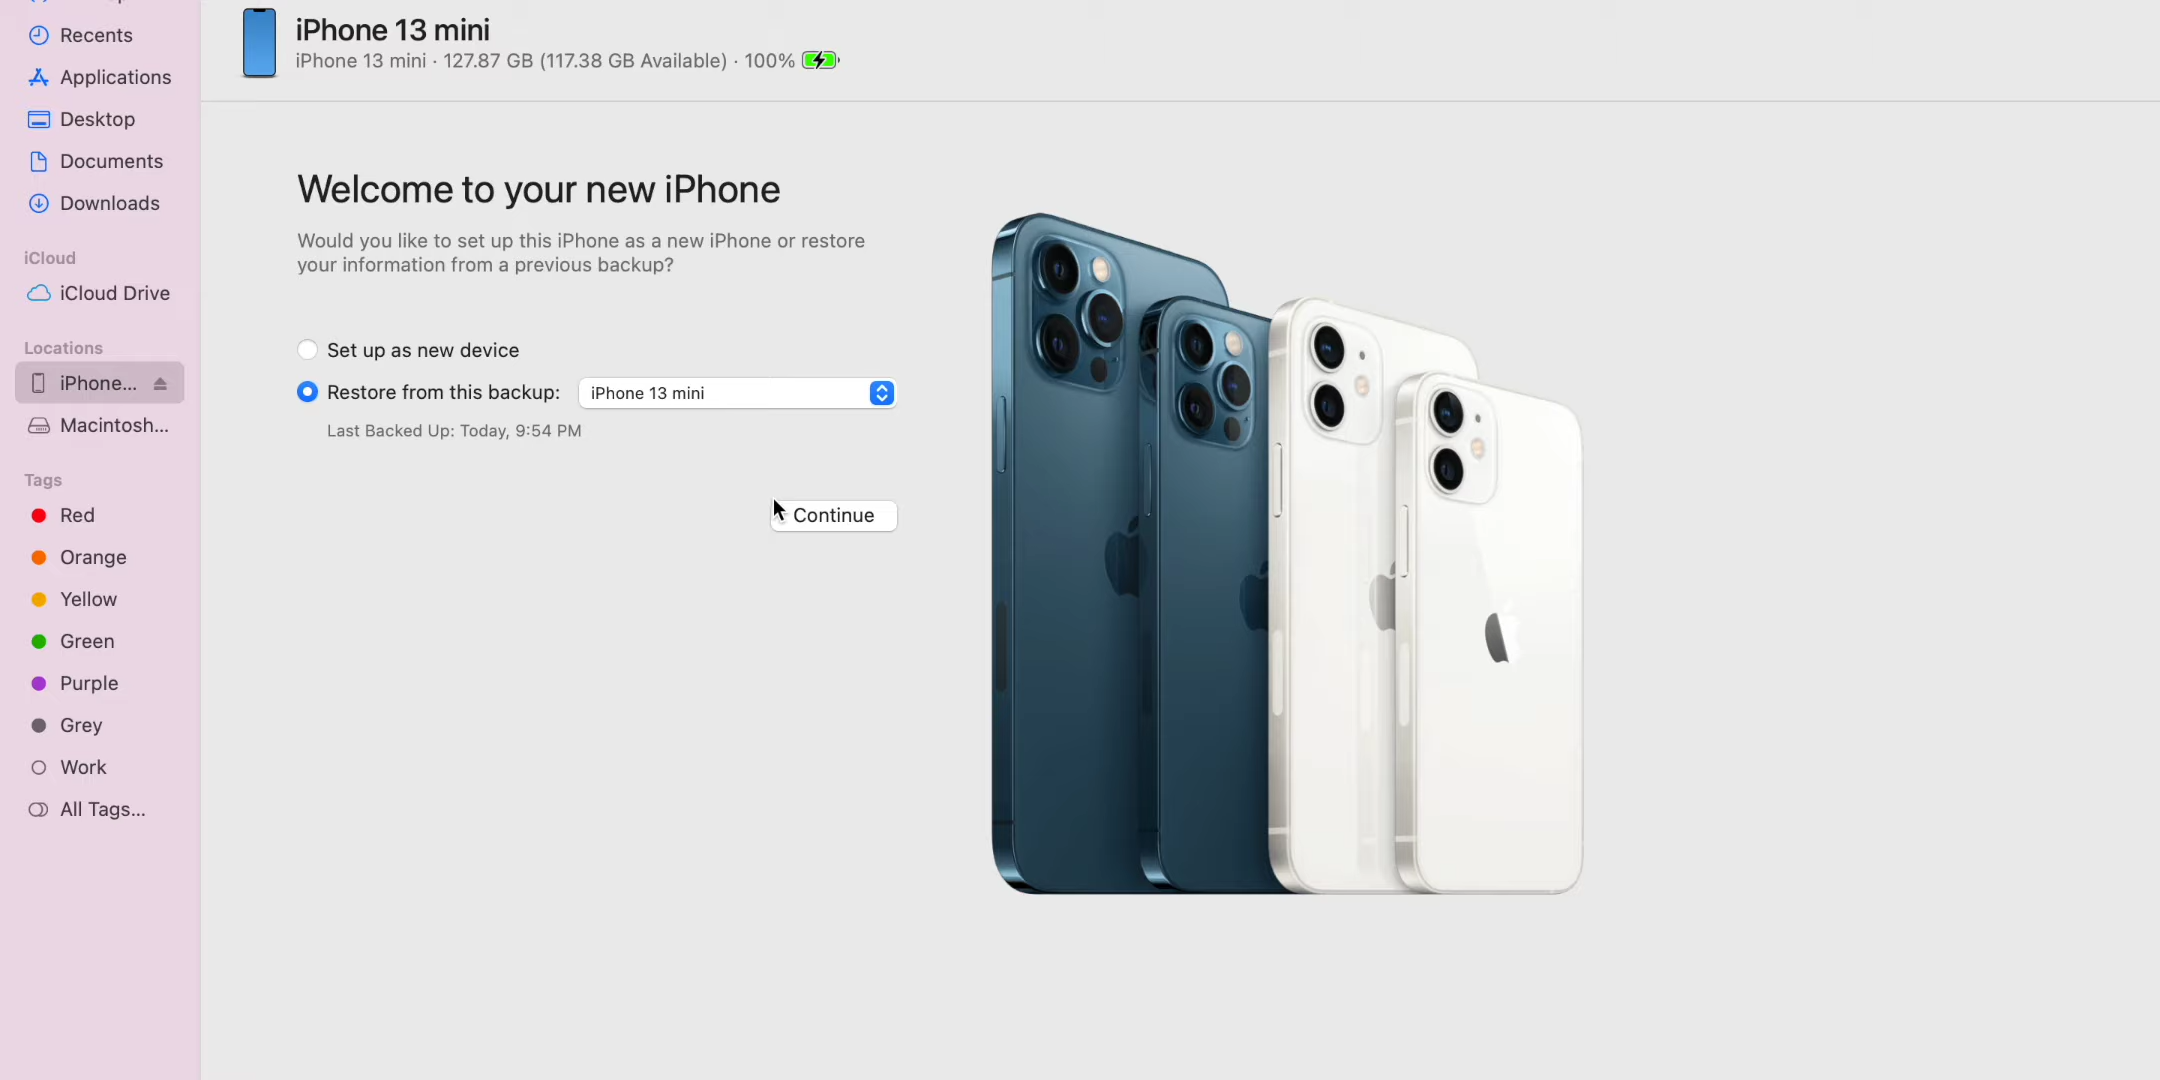 Recents
Applications
Desktop
Documents
Downloads
iCloud
iCloud Drive
Locations
iPhone...
Macintosh...
Tags
Red
Orange
Yellow
Green
Purple
Grey
Work
All Tags...
iPhone 13 mini
iPhone 13 mini · 127.87 GB (117.38 GB Available) · 100%
Welcome to your new iPhone
Would you like to set up this iPhone as a new iPhone or restore
your information from a previous backup?
Set up as new device
Restore from this backup: iPhone 13 mini
Last Backed Up: Today, 9:54 PM
Continue